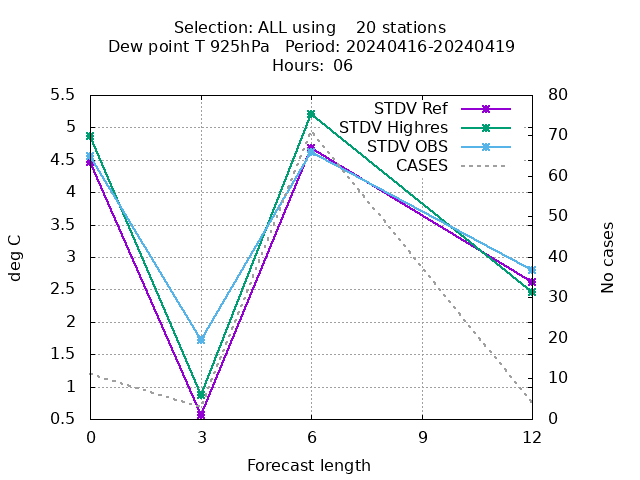 Selection: ALL using    20 stations
Dew point T 925hPa   Period: 20240416-20240419
Hours:  06
STDV Ref
STDV Highres
STDV OBS
CASES
deg C
5.5
5
4.5
4
3.5
3
2.5
2
1.5
1
0.5
80
70
60
50
40
30
20
10
0
No cases
0 3 6 9 12
Forecast length